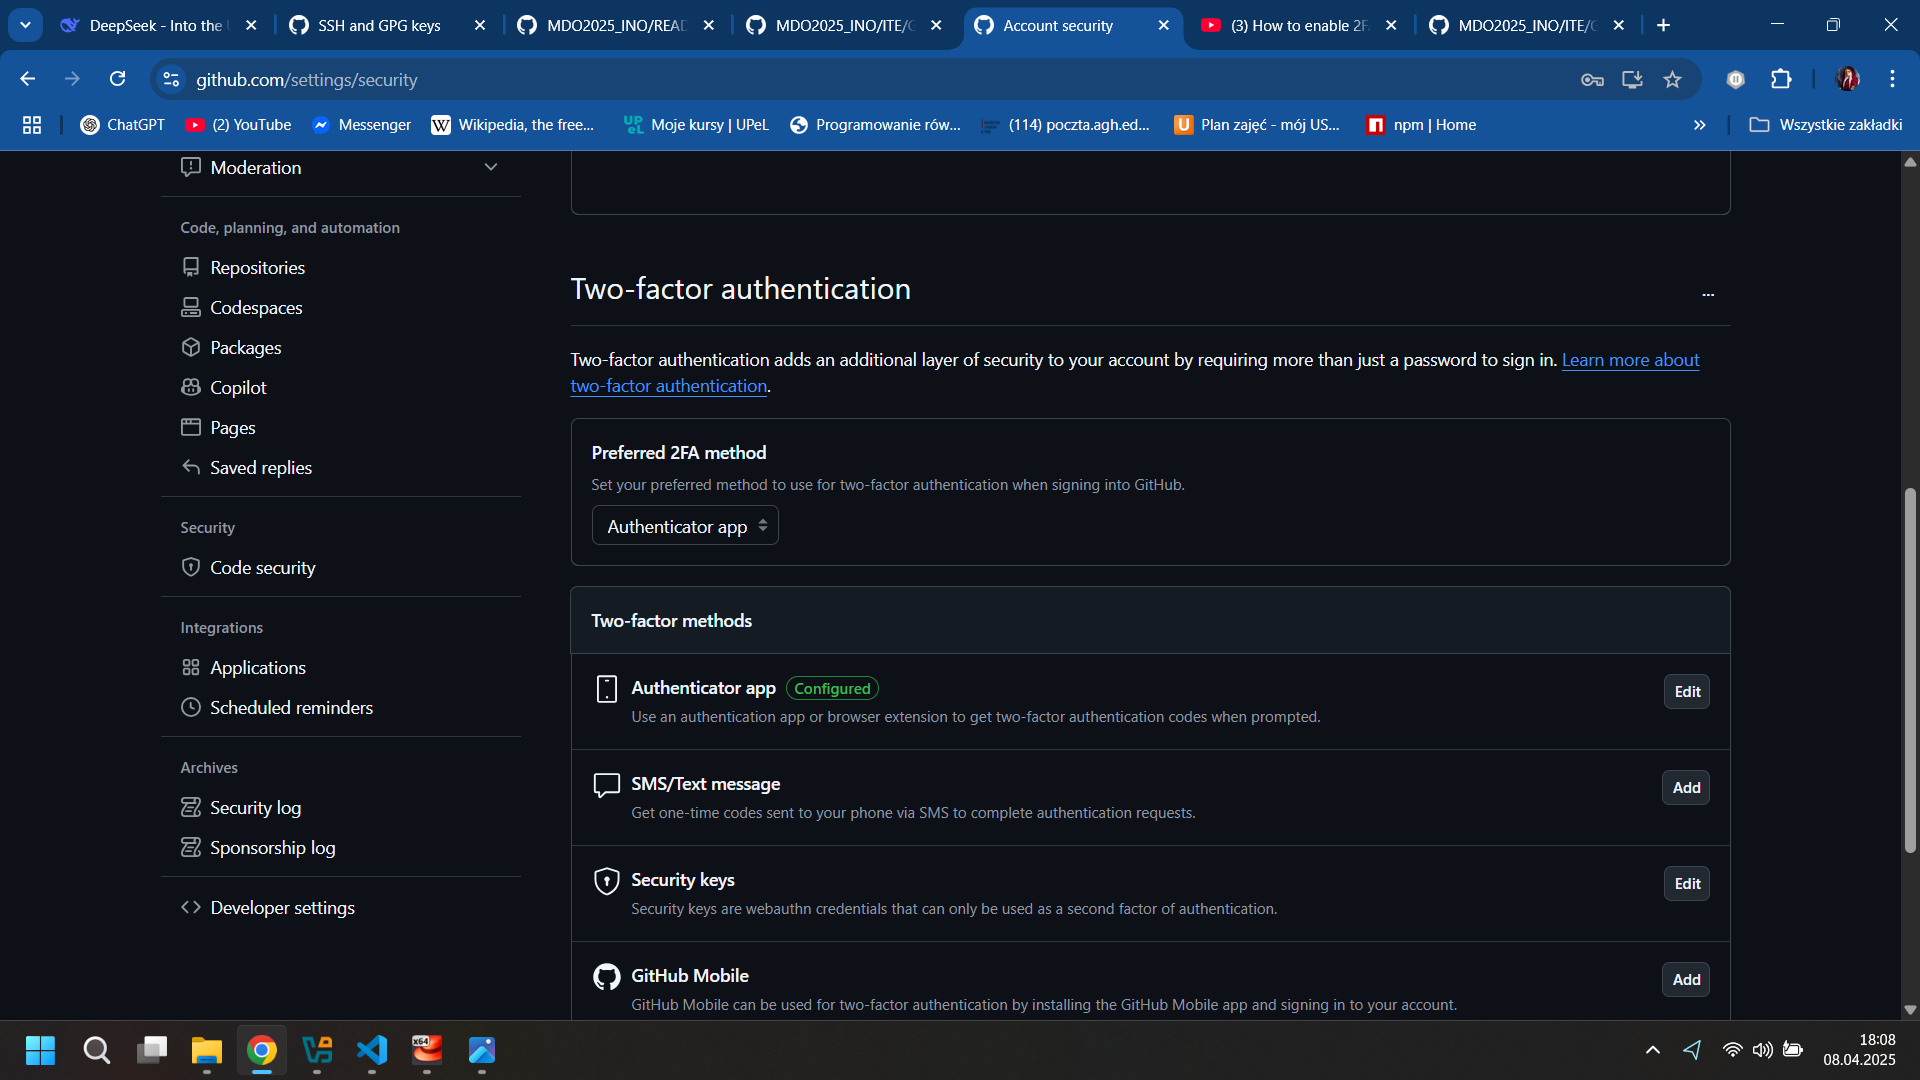 DeepSeek - Into the
SSH and GPG keys
MDO2025_INO/READ
MDO2025_INO/ITE/G
Account security
(3) How to enable 2F
MDO2025_INO/ITE/G
github.com/settings/security
ChatGPT
(2) YouTube
Messenger
Wikipedia, the free...
Moje kursy | UPeL
Programowanie rów...
(114) poczta.agh.ed...
Plan zajęć - mój US...
npm | Home
Wszystkie zakładki
Moderation
Code, planning, and automation
Repositories
Codespaces
Packages
Copilot
Pages
Saved replies
Security
Code security
Integrations
Applications
Scheduled reminders
Archives
Security log
Sponsorship log
Developer settings
Two-factor authentication
Two-factor authentication adds an additional layer of security to your account by requiring more than just a password to sign in. Learn more about
two-factor authentication.
Preferred 2FA method
Set your preferred method to use for two-factor authentication when signing into GitHub.
Authenticator app
Two-factor methods
Authenticator app Configured
Edit
Use an authentication app or browser extension to get two-factor authentication codes when prompted.
SMS/Text message
Add
Get one-time codes sent to your phone via SMS to complete authentication requests.
Security keys
Edit
Security keys are webauthn credentials that can only be used as a second factor of authentication.
GitHub Mobile
Add
GitHub Mobile can be used for two-factor authentication by installing the GitHub Mobile app and signing in to your account.
x64
18:08
08.04.2025